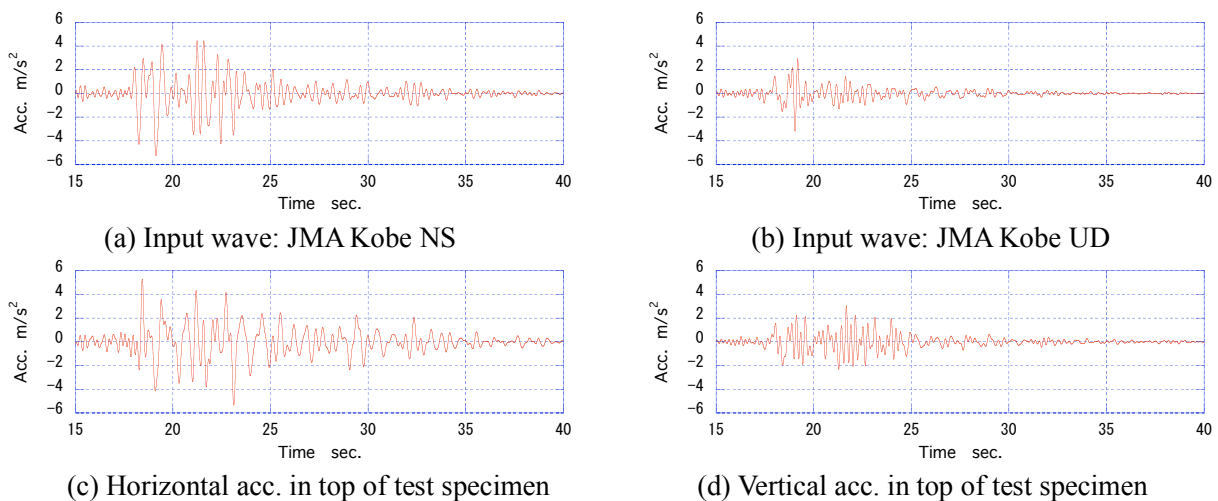 6
4
2
0
−2
−4
−6
Acc. m/s²
15 20 25 30 35 40
Time sec.
(a) Input wave: JMA Kobe NS
6
4
2
0
−2
−4
−6
Acc. m/s²
15 20 25 30 35 40
Time sec.
(b) Input wave: JMA Kobe UD
6
4
2
0
−2
−4
−6
Acc. m/s²
15 20 25 30 35 40
Time sec.
(c) Horizontal acc. in top of test specimen
6
4
2
0
−2
−4
−6
Acc. m/s²
15 20 25 30 35 40
Time sec.
(d) Vertical acc. in top of test specimen